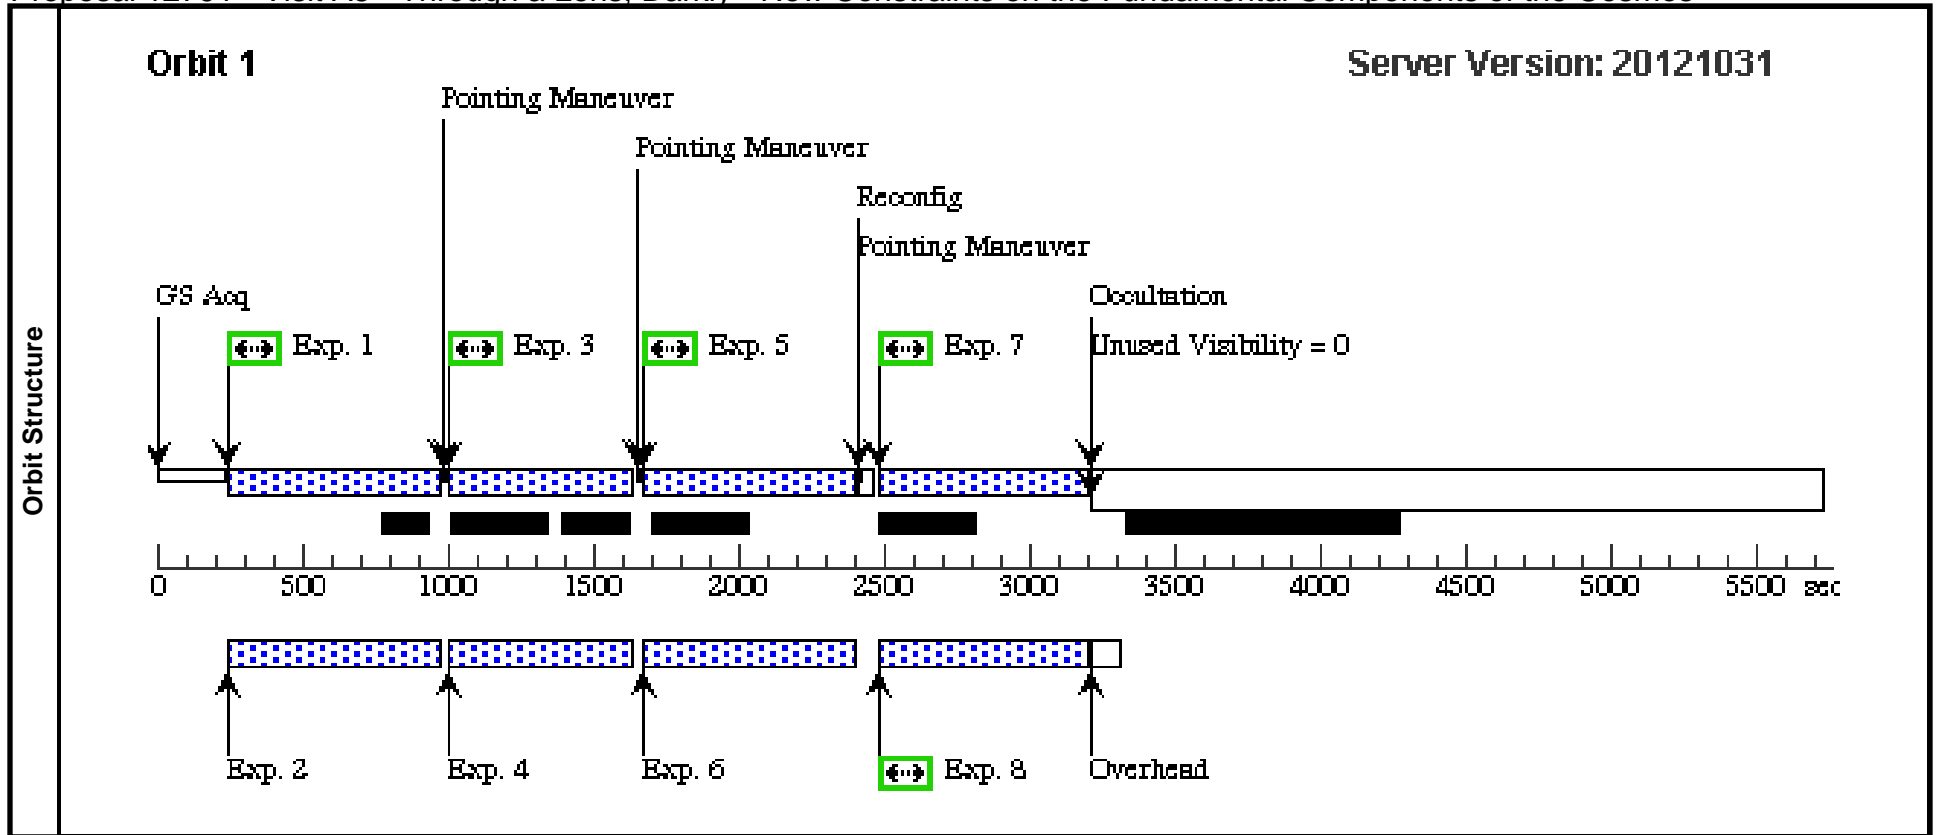 Orbit 1
Server Version: 20121031
Pointing Maneuver
Pointing Maneuver
Reconfig
Pointing Maneuver
GS Acq
Occultation
Exp. 1
Exp. 3
Exp. 5
Exp. 7
Unused Visibility = 0
Orbit Structure
0 500 1000 1500 2000 2500 3000 3500 4000 4500 5000 5500 sec
Exp. 2
Exp. 4
Exp. 6
Exp. 8
Overhead